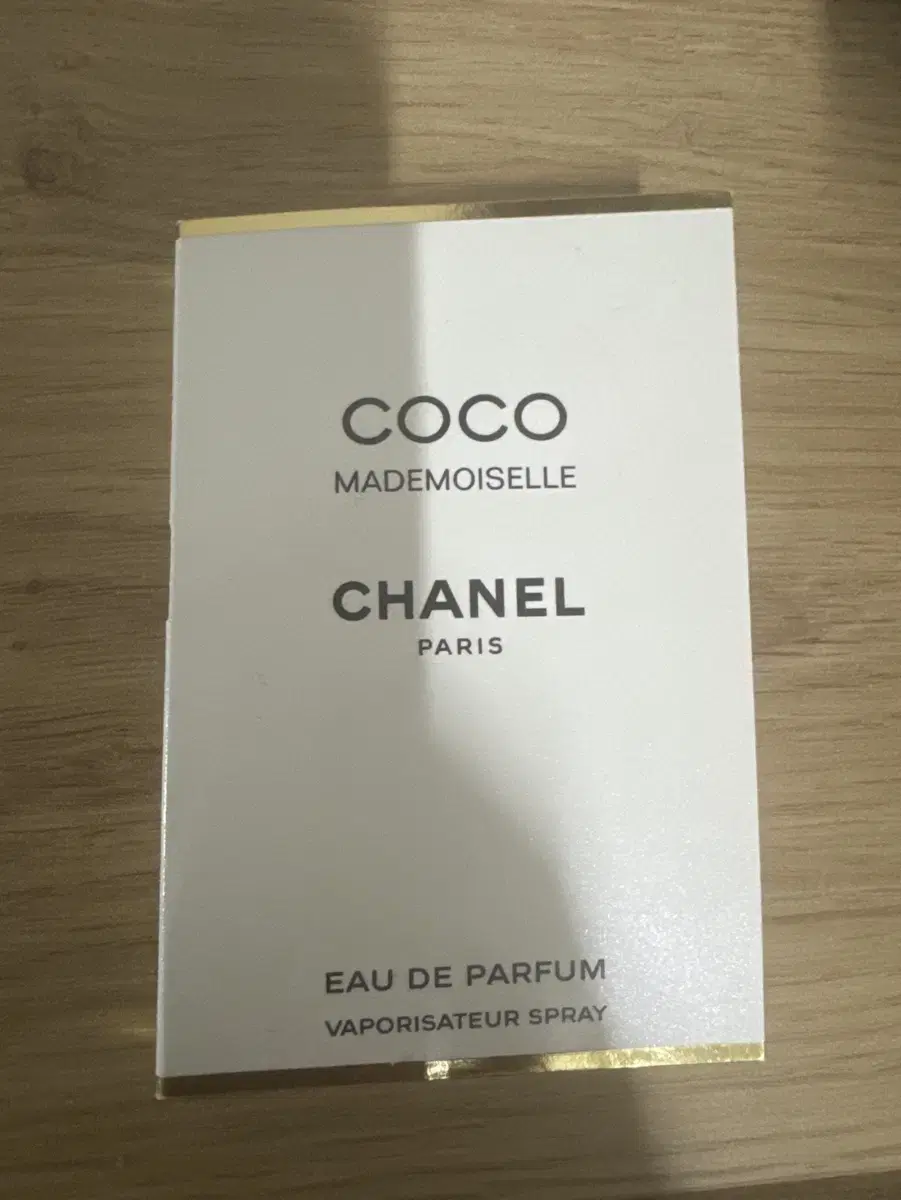 COCO
MADEMOISELLE
CHANEL
PARIS
EAU DE PARFUM
VAPORISATEUR SPRAY